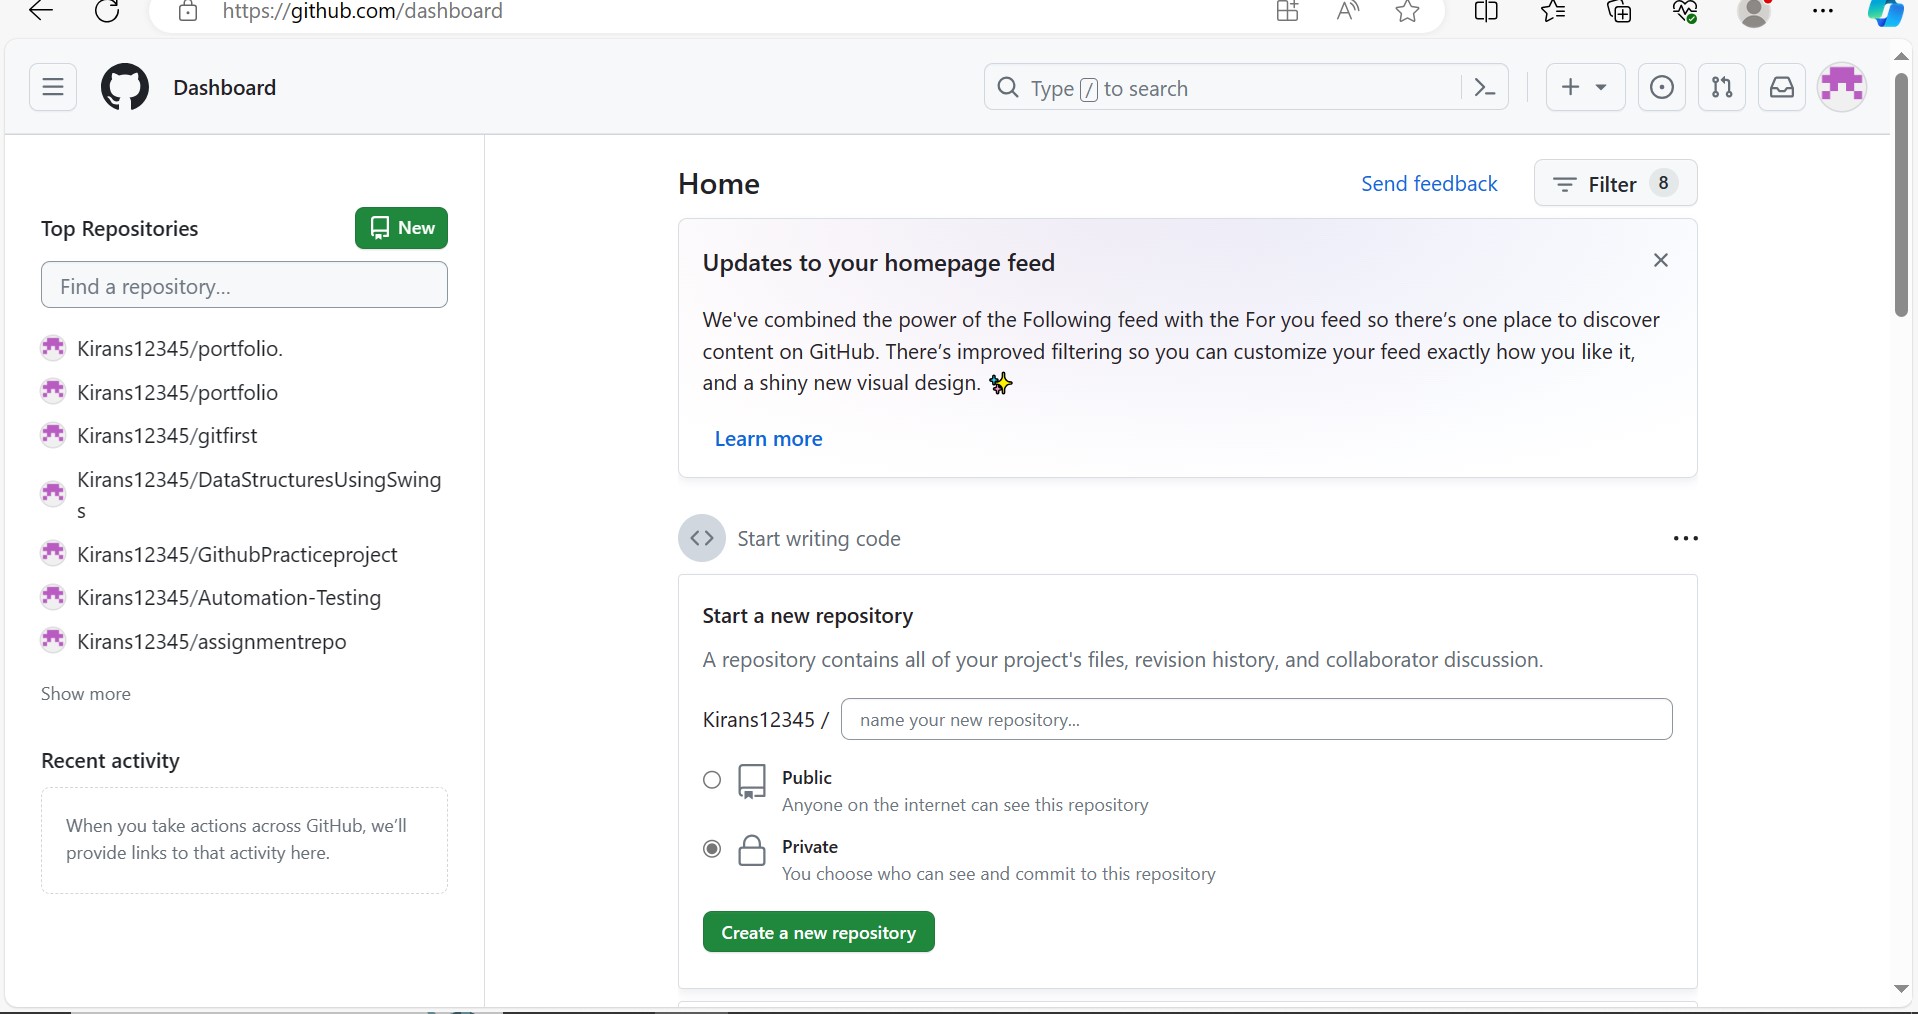 https://github.com/dashboard
Dashboard
Type / to search
Top Repositories
New
Find a repository...
Kirans12345/portfolio.
Kirans12345/portfolio
Kirans12345/gitfirst
Kirans12345/DataStructuresUsingSwing
s
Kirans12345/GithubPracticeproject
Kirans12345/Automation-Testing
Kirans12345/assignmentrepo
Show more
Recent activity
When you take actions across GitHub, we’ll
provide links to that activity here.
Home
Send feedback
Filter 8
Updates to your homepage feed
We've combined the power of the Following feed with the For you feed so there’s one place to discover
content on GitHub. There’s improved filtering so you can customize your feed exactly how you like it,
and a shiny new visual design. ✨
Learn more
Start writing code
Start a new repository
A repository contains all of your project's files, revision history, and collaborator discussion.
Kirans12345 / name your new repository...
Public
Anyone on the internet can see this repository
Private
You choose who can see and commit to this repository
Create a new repository